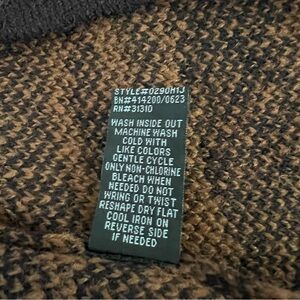 STYLE#0290H1J
BN#414200/0623
RN#31310
WASH INSIDE OUT
MACHINE WASH
COLD WITH
LIKE COLORS
GENTLE CYCLE
ONLY NON-CHLORINE
BLEACH WHEN
NEEDED DO NOT
WRING OR TWIST
RESHAPE DRY FLAT
COOL IRON ON
REVERSE SIDE
IF NEEDED